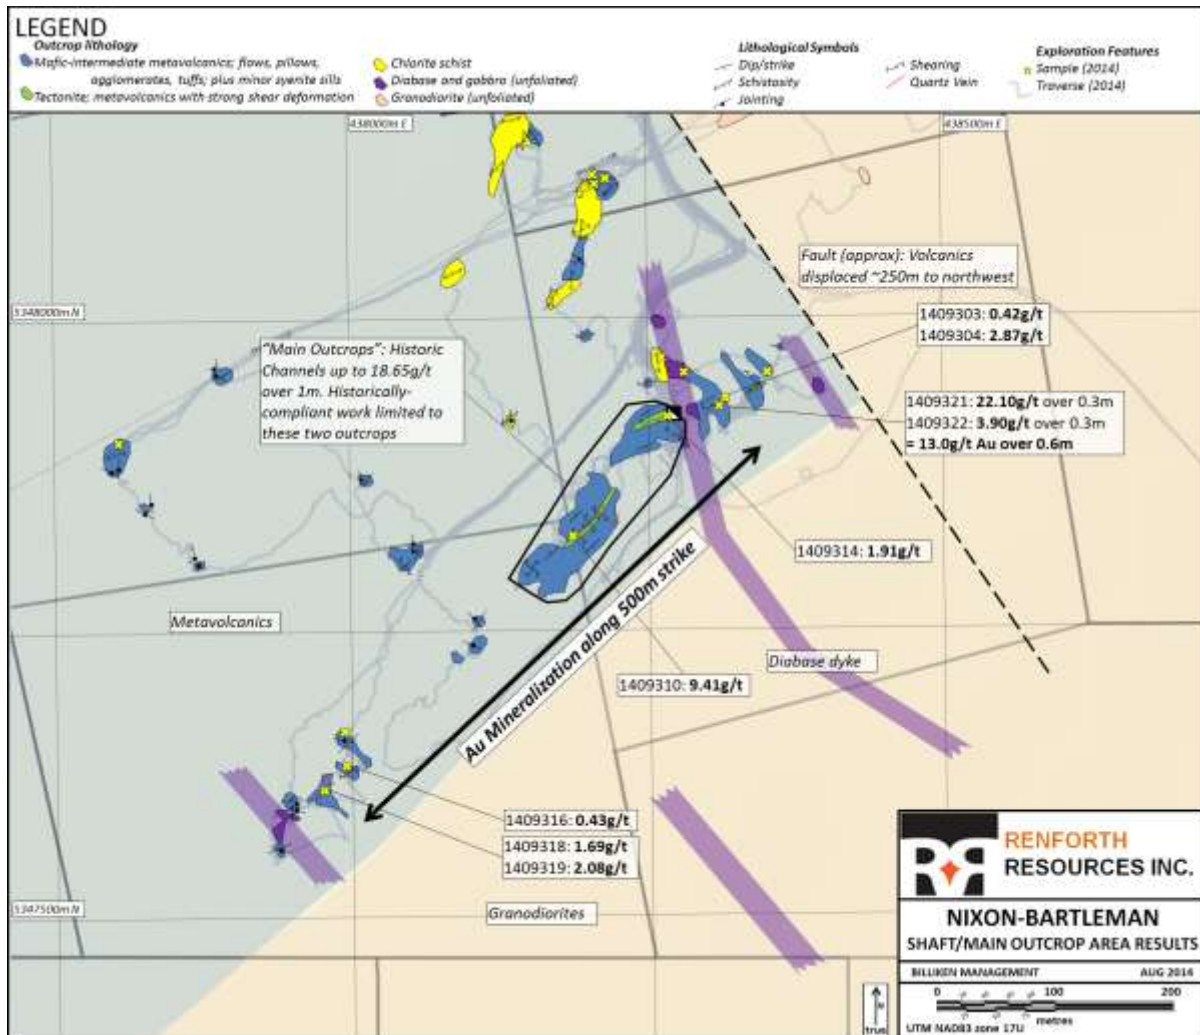 LEGEND
Outcrop lithology
Mafic-intermediate metavolcanics; flows, pillows,
agglomerates, tuffs; plus minor syenite sills
Tectonite; metavolcanics with strong shear deformation
Chlorite schist
Diabase and gabbro (unfoliated)
Granodiorite (unfoliated)
Lithological Symbols
Dip/strike
Schistosity
Jointing
Shearing
Quartz Vein
Exploration Features
Sample (2014)
Traverse (2014)
438000m E
438500m E
Fault (approx): Volcanics
displaced ~250m to northwest
5348000m N
1409303: 0.42g/t
1409304: 2.87g/t
"Main Outcrops": Historic
Channels up to 18.65g/t
over 1m. Historically-
compliant work limited to
these two outcrops
1409321: 22.10g/t over 0.3m
1409322: 3.90g/t over 0.3m
= 13.0g/t Au over 0.6m
1409314: 1.91g/t
Au Mineralization along 500m strike
Metavolcanics
Diabase dyke
1409310: 9.41g/t
1409316: 0.43g/t
1409318: 1.69g/t
1409319: 2.08g/t
5347500m N
Granodiorites
RENFORTH
RESOURCES INC.
NIXON-BARTLEMAN
SHAFT/MAIN OUTCROP AREA RESULTS
BILLIKEN MANAGEMENT AUG 2014
0 100 200
metres
UTM NAD83 zone 17U
N
true